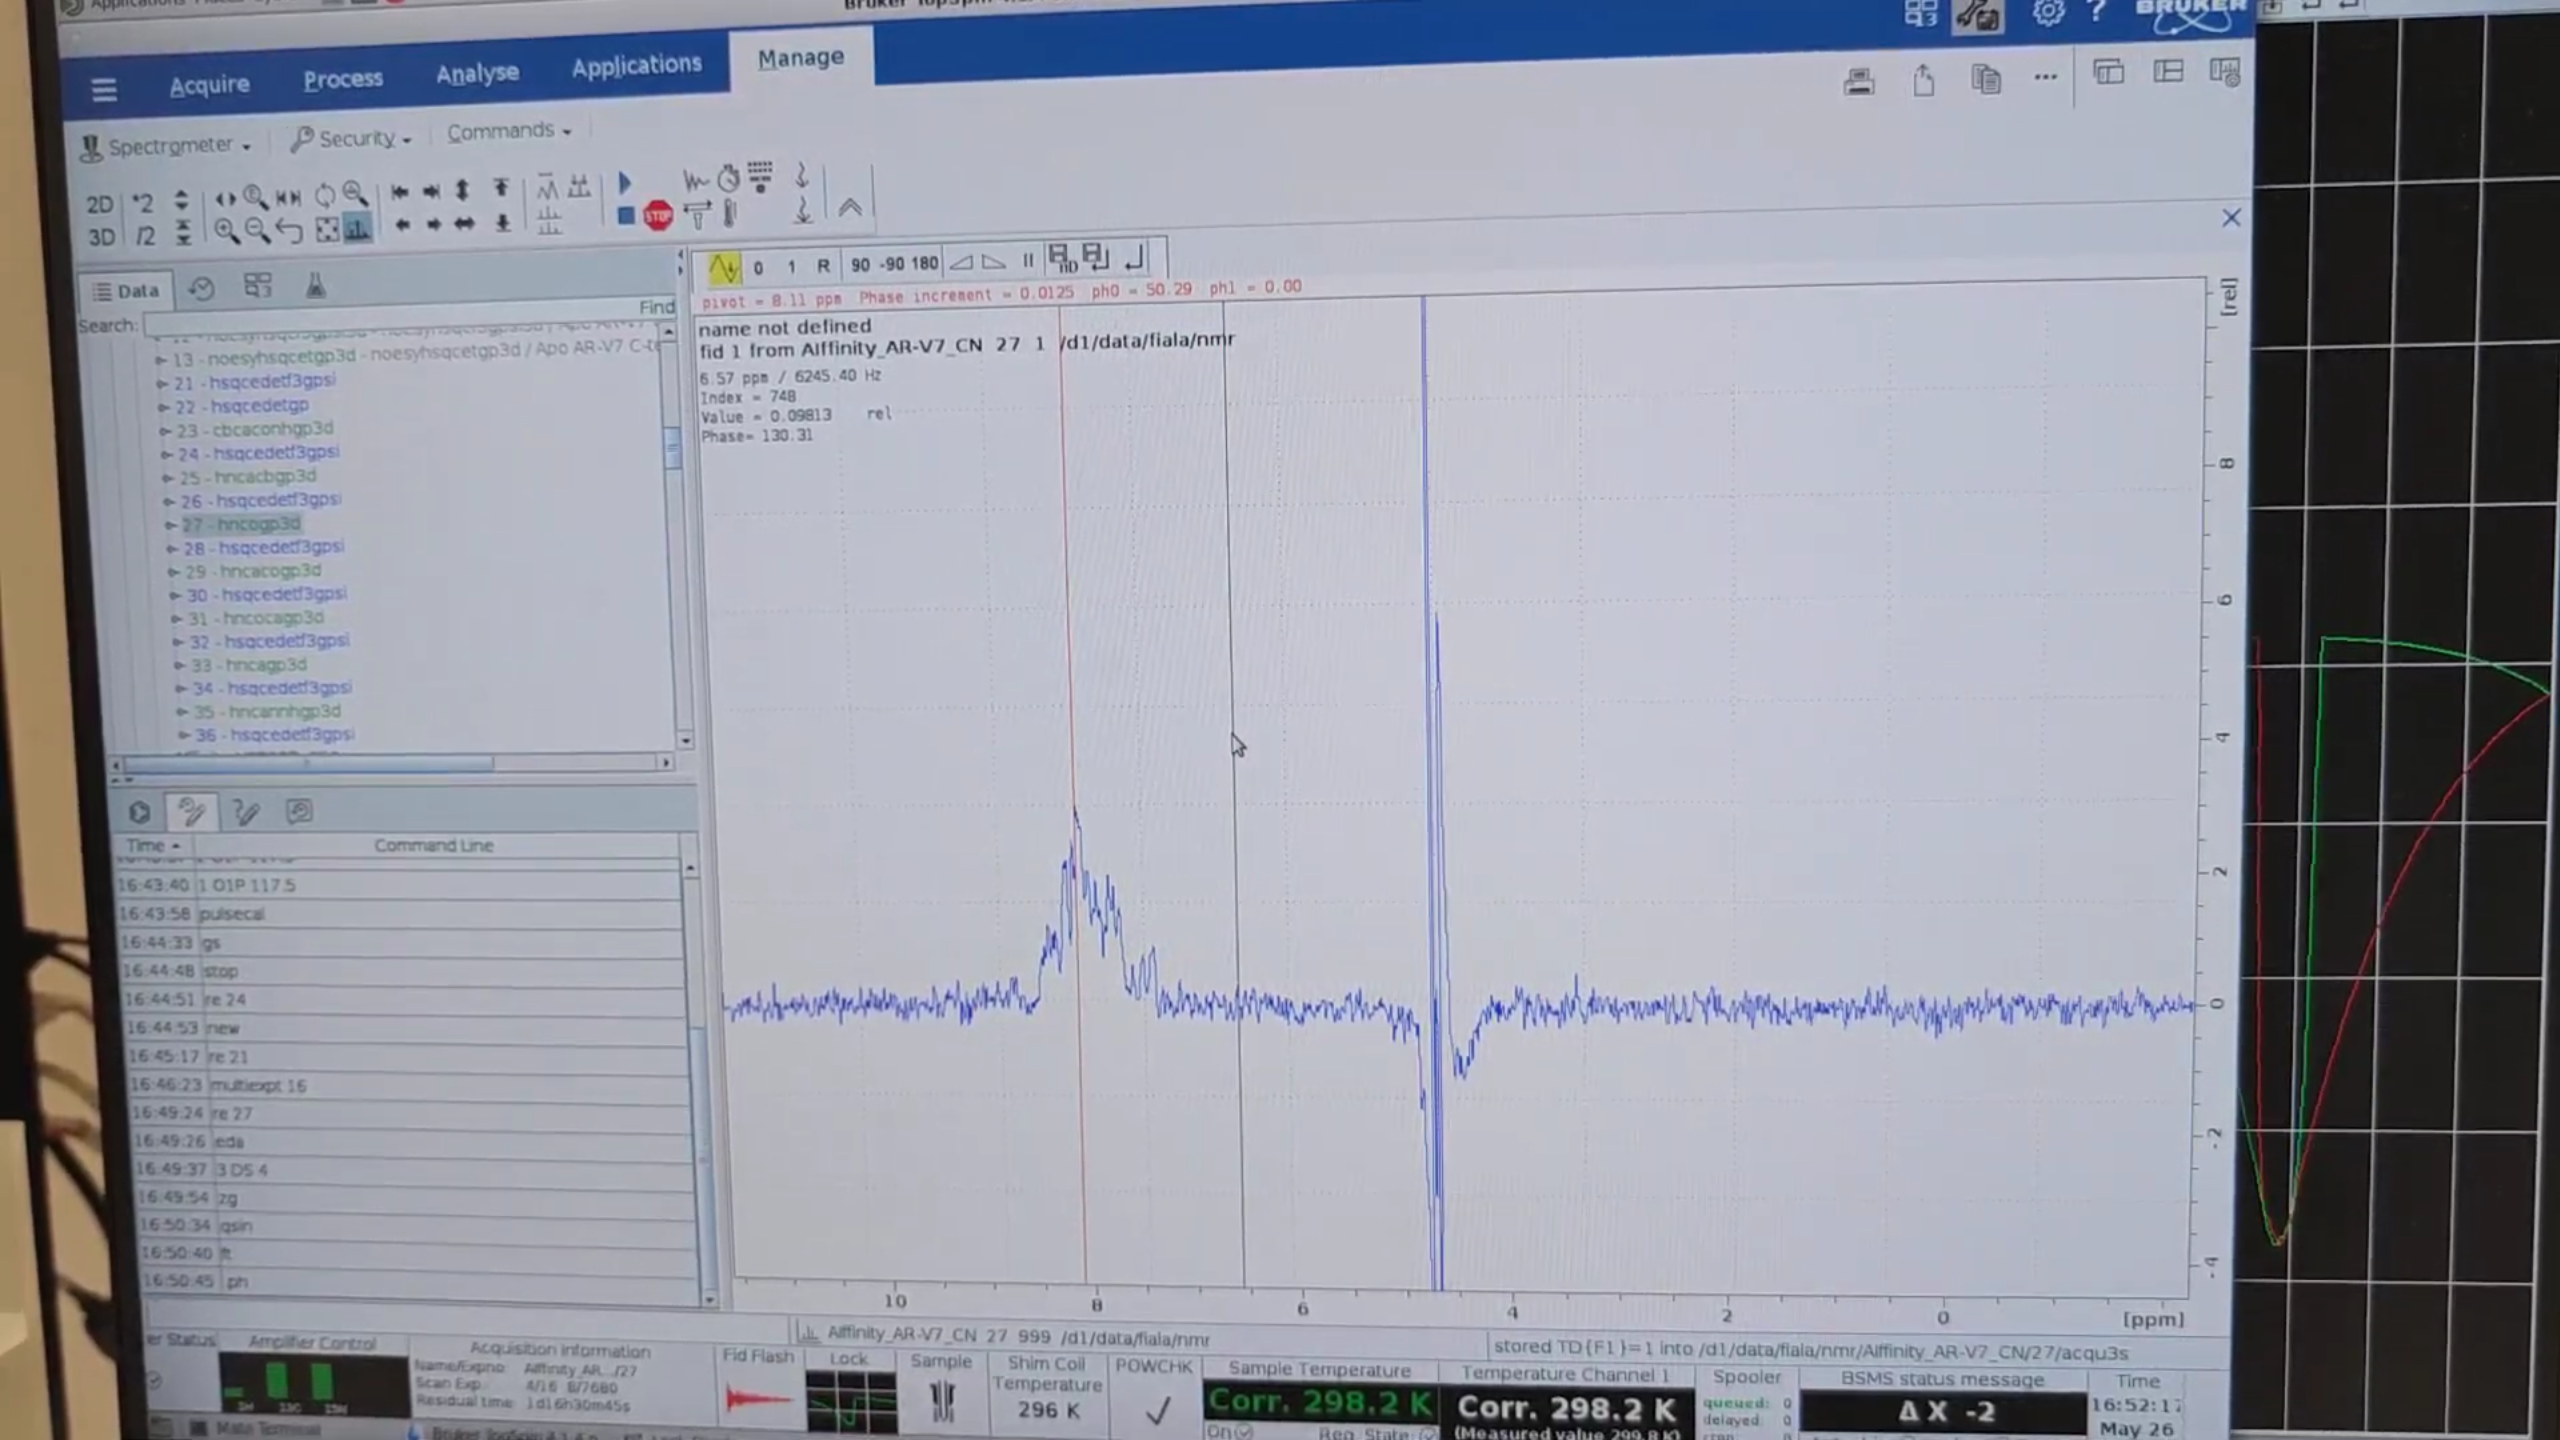 BRUKER
Acquire Process Analyse Applications Manage
Spectrometer Security Commands
2D *2
3D /2
STOP
Data
0 1 R 90 -90 180
Find
Search:
pivot = 8.11 ppm Phase increment = 0.0125 ph0 = 50.29 ph1 = 0.00
name not defined
fid 1 from AIffinity_AR-V7_CN 27 1 /d1/data/fiala/nmr
6.57 ppm / 6245.40 Hz
Index = 748
Value = 0.09813 rel
Phase= 130.31
[rel]
13 - noesyhsqcetgp3d - noesyhsqcetgp3d / Apo AR-V7
21 - hsqcedetf3gpsi
22 - hsqcedetgp
23 - cbcaconhgp3d
24 - hsqcedetf3gpsi
25 - hncacbgp3d
26 - hsqcedetf3gpsi
27 - hncogp3d
28 - hsqcedetf3gpsi
29 - hncacogp3d
30 - hsqcedetf3gpsi
31 - hncocagp3d
32 - hsqcedetf3gpsi
33 - hncagp3d
34 - hsqcedetf3gpsi
35 - hncannhgp3d
36 - hsqcedetf3gpsi
Time Command Line
16:43:40 1 O1P 117.5
16:43:58 pulsecal
16:44:33 gs
16:44:48 stop
16:44:51 re 24
16:44:53 new
16:45:17 re 21
16:46:23 multiexpt 16
16:49:24 re 27
16:49:26 eda
16:49:37 3 DS 4
16:49:54 zg
16:50:34 qsin
16:50:40 ft
16:50:45 ph
8
6
4
2
0
-2
-4
10 8 6 4 2 0 [ppm]
AIffinity_AR-V7_CN 27 999 /d1/data/fiala/nmr
stored TD{F1}=1 into /d1/data/fiala/nmr/AIffinity_AR-V7_CN/27/acqu3s
er Status
Amplifier Control
Acquisition information
Name/Expno:
Scan Exp.: 4/16 8/7680
Residual time: 1d16h30m45s
Fid Flash
Lock
Sample
Shim Coil
Temperature
296 K
POWCHK
Sample Temperature
Corr. 298.2 K
On
Reg. State:
Temperature Channel 1
Corr. 298.2 K
(Measured value 299.8 K)
Spooler
queued: 0
delayed: 0
BSMS status message
Δ X -2
Time
16:52:17
May 26
Mate Terminal